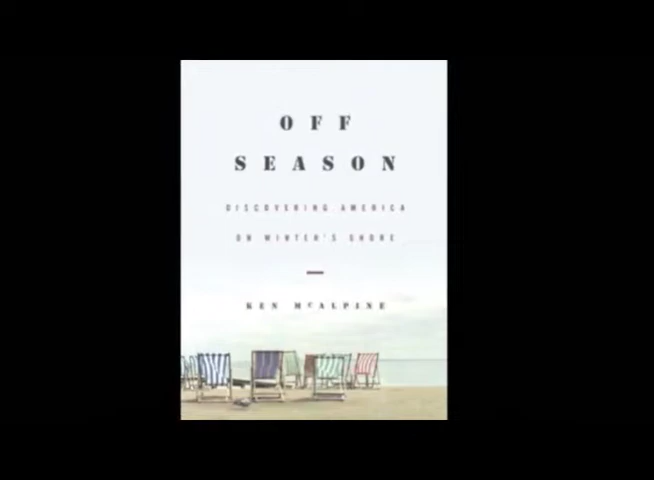 OFF
SEASON
DISCOVERING AMERICA
ON WINTER'S SHORE
KEN McALPINE